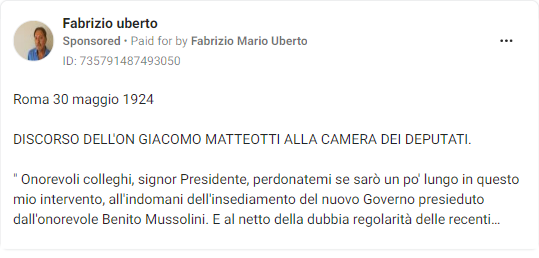 Fabrizio uberto
Sponsored • Paid for by Fabrizio Mario Uberto
ID: 735791487493050
Roma 30 maggio 1924
DISCORSO DELL'ON GIACOMO MATTEOTTI ALLA CAMERA DEI DEPUTATI.
" Onorevoli colleghi, signor Presidente, perdonatemi se sarò un po' lungo in questo
mio intervento, all'indomani dell'insediamento del nuovo Governo presieduto
dall'onorevole Benito Mussolini. E al netto della dubbia regolarità delle recenti...